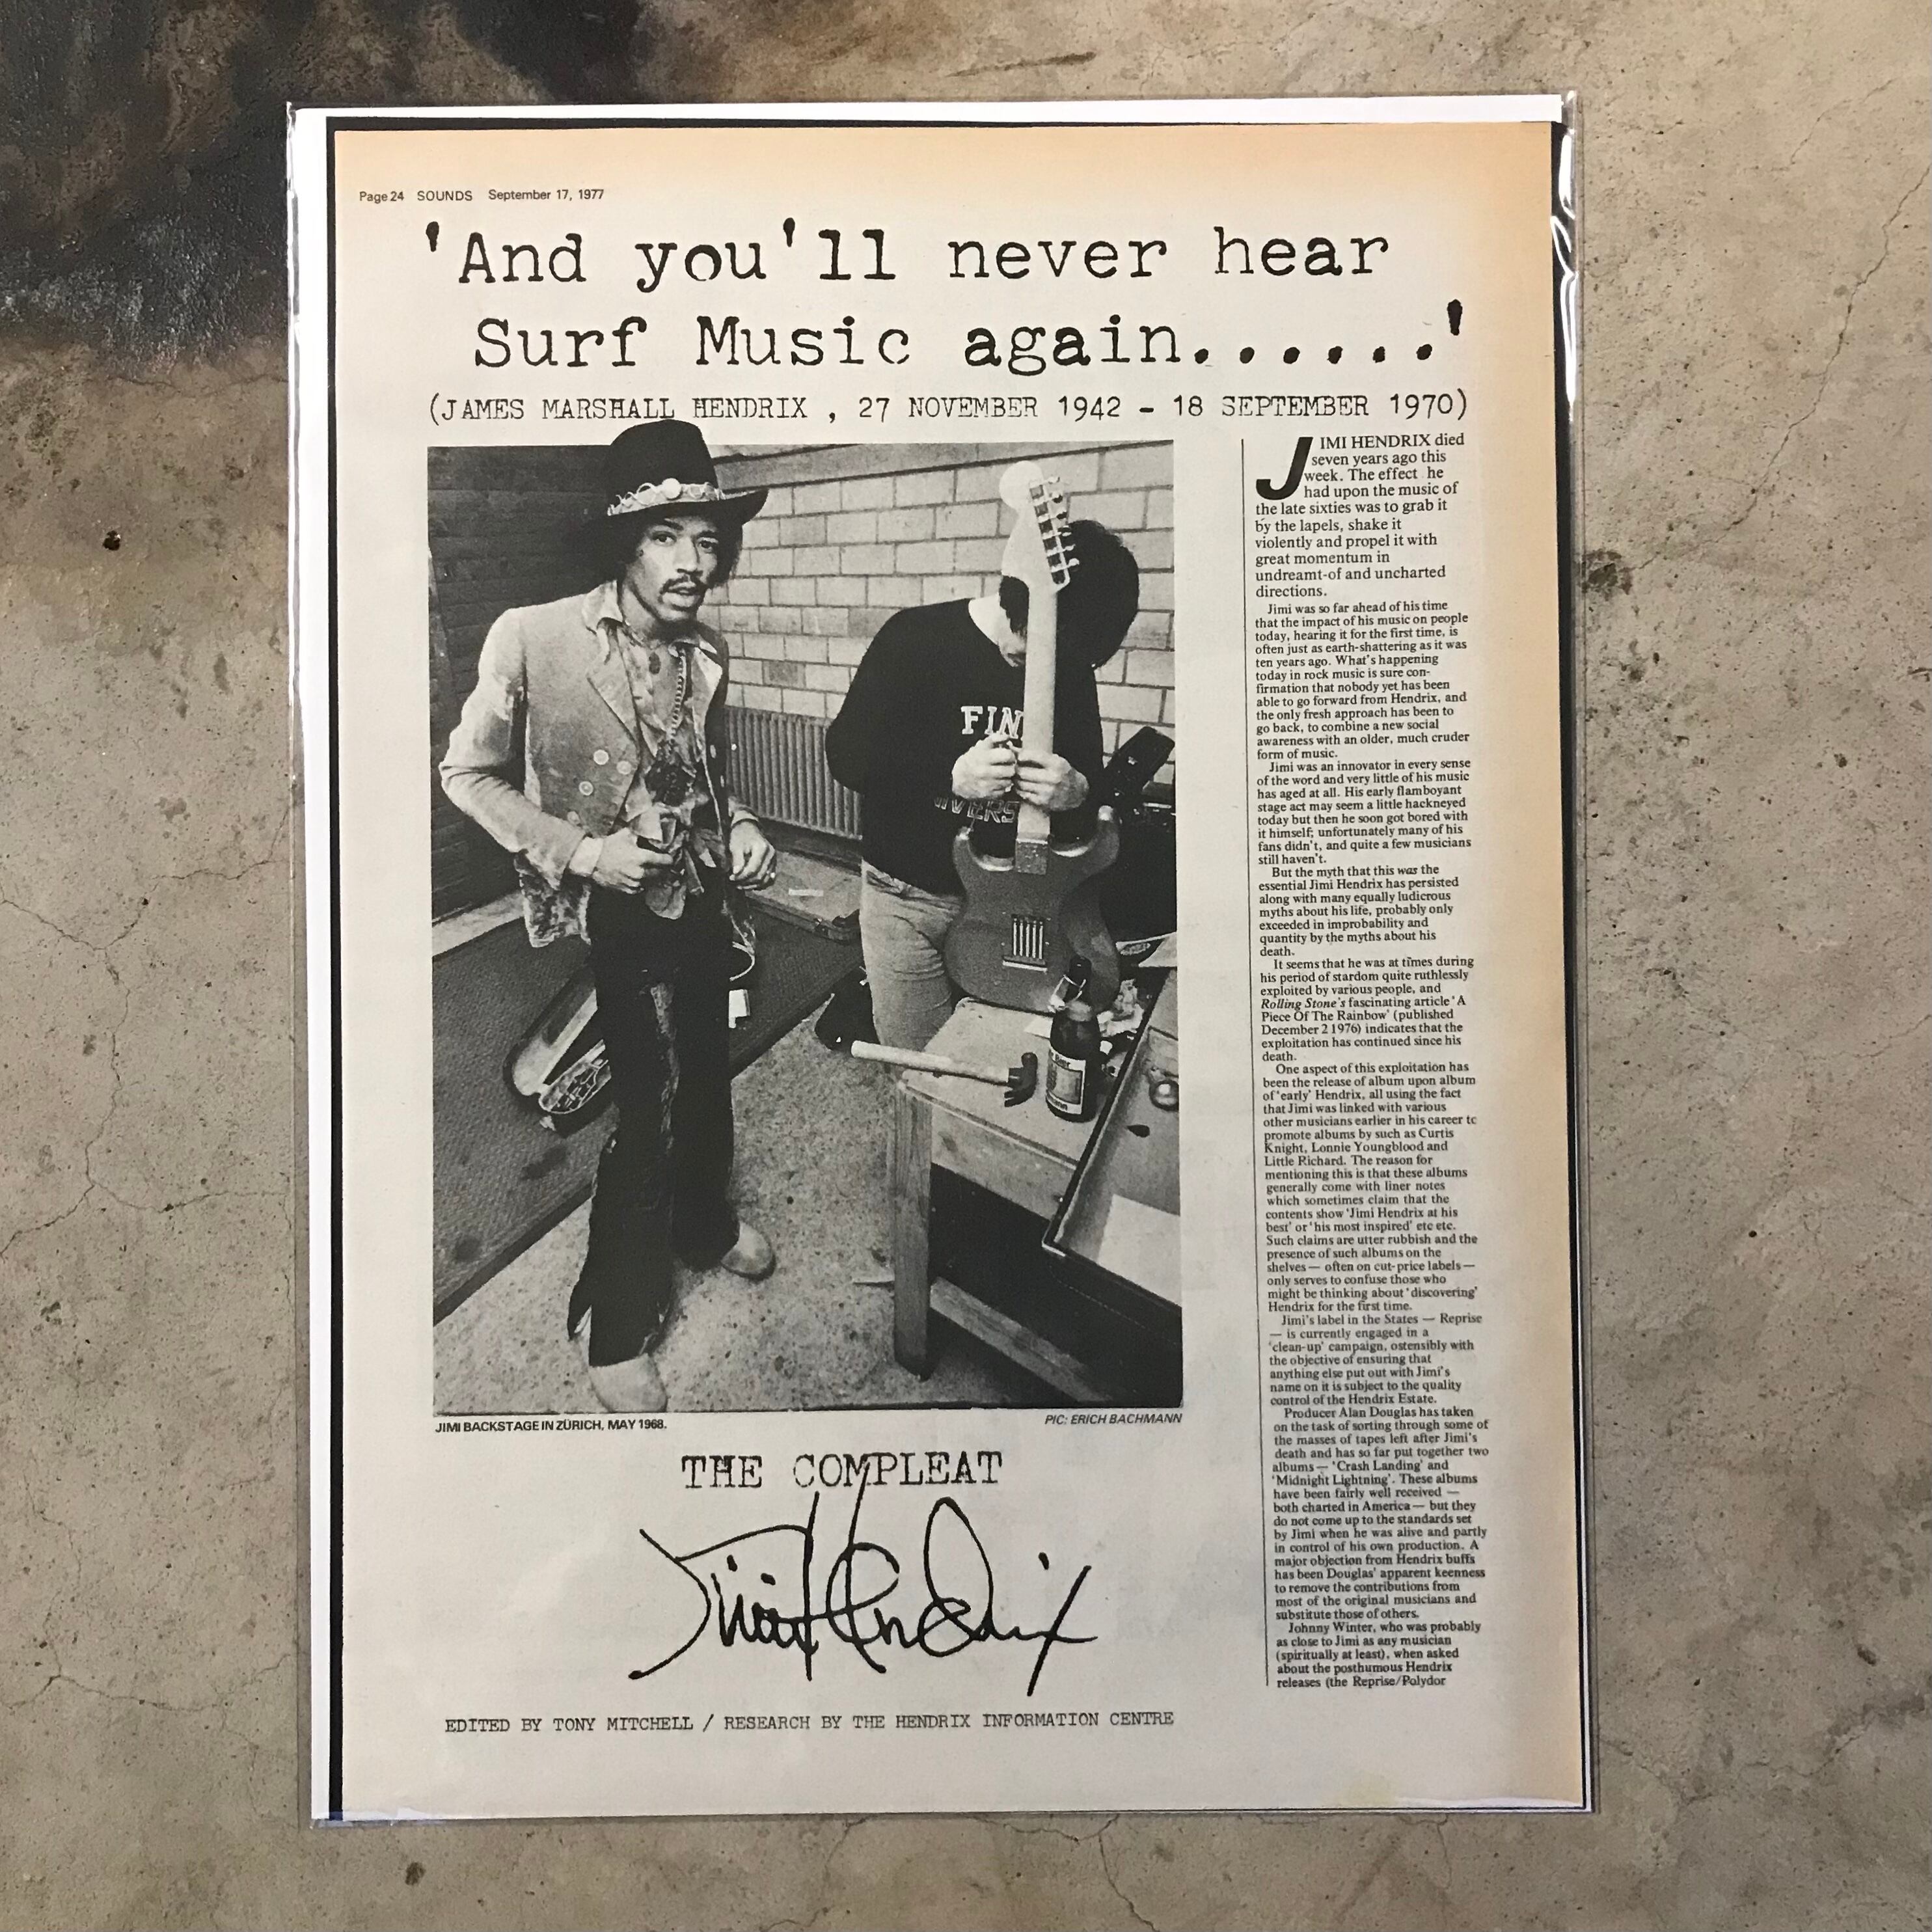 Page 24 SOUNDS September 17, 1977
'And you'll never hear
Surf Music again......'
(JAMES MARSHALL HENDRIX , 27 NOVEMBER 1942 - 18 SEPTEMBER 1970)
FIN
IVERS
JIMI BACKSTAGE IN ZÜRICH, MAY 1968.
PIC: ERICH BACHMANN
THE COMPLEAT
Jimi Hendrix
EDITED BY TONY MITCHELL / RESEARCH BY THE HENDRIX INFORMATION CENTRE
JIMI HENDRIX died
seven years ago this
week. The effect he
had upon the music of
the late sixties was to grab it
by the lapels, shake it
violently and propel it with
great momentum in
undreamt-of and uncharted
directions.
Jimi was so far ahead of his time
that the impact of his music on people
today, hearing it for the first time, is
often just as earth-shattering as it was
ten years ago. What's happening
today in rock music is sure con-
firmation that nobody yet has been
able to go forward from Hendrix, and
the only fresh approach has been to
go back, to combine a new social
awareness with an older, much cruder
form of music.
Jimi was an innovator in every sense
of the word and very little of his music
has aged at all. His early flamboyant
stage act may seem a little hackneyed
today but then he soon got bored with
it himself; unfortunately many of his
fans didn't, and quite a few musicians
still haven't.
But the myth that this was the
essential Jimi Hendrix has persisted
along with many equally ludicrous
myths about his life, probably only
exceeded in improbability and
quantity by the myths about his
death.
It seems that he was at times during
his period of stardom quite ruthlessly
exploited by various people, and
Rolling Stone's fascinating article 'A
Piece Of The Rainbow' (published
December 2 1976) indicates that the
exploitation has continued since his
death.
One aspect of this exploitation has
been the release of album upon album
of 'early' Hendrix, all using the fact
that Jimi was linked with various
other musicians earlier in his career to
promote albums by such as Curtis
Knight, Lonnie Youngblood and
Little Richard. The reason for
mentioning this is that these albums
generally come with liner notes
which sometimes claim that the
contents show 'Jimi Hendrix at his
best' or 'his most inspired' etc etc.
Such claims are utter rubbish and the
presence of such albums on the
shelves — often on cut-price labels —
only serves to confuse those who
might be thinking about 'discovering'
Hendrix for the first time.
Jimi's label in the States — Reprise
— is currently engaged in a
'clean-up' campaign, ostensibly with
the objective of ensuring that
anything else put out with Jimi's
name on it is subject to the quality
control of the Hendrix Estate.
Producer Alan Douglas has taken
on the task of sorting through some of
the masses of tapes left after Jimi's
death and has so far put together two
albums — 'Crash Landing' and
'Midnight Lightning'. These albums
have been fairly well received —
both charted in America — but they
do not come up to the standards set
by Jimi when he was alive and partly
in control of his own production. A
major objection from Hendrix buffs
has been Douglas' apparent keenness
to remove the contributions from
most of the original musicians and
substitute those of others.
Johnny Winter, who was probably
as close to Jimi as any musician
(spiritually at least), when asked
about the posthumous Hendrix
releases (the Reprise/Polydor